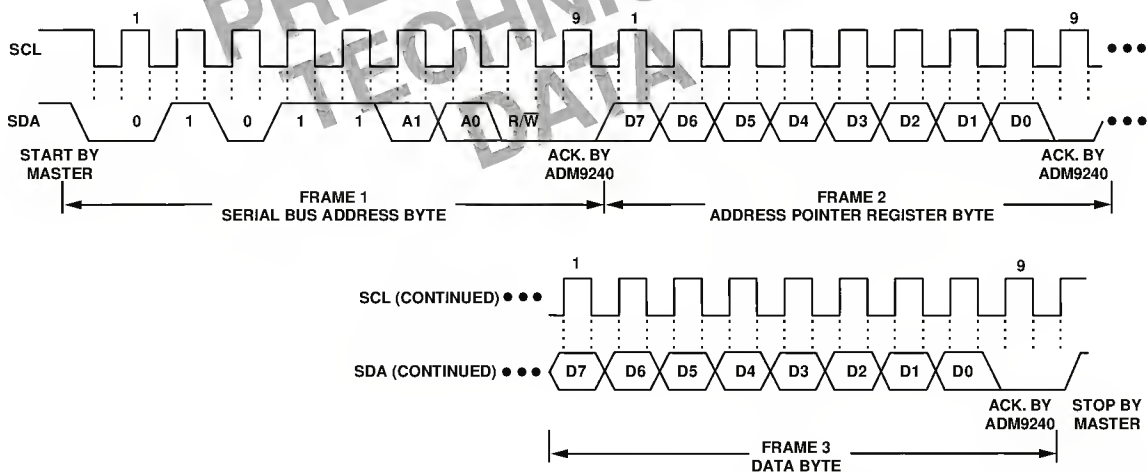 PRELIMINARY
TECHNICAL
DATA
1 9 1 9
SCL
SDA 0 1 0 1 1 A1 A0 R/W D7 D6 D5 D4 D3 D2 D1 D0
START BY MASTER
ACK. BY ADM9240
ACK. BY ADM9240
FRAME 1
SERIAL BUS ADDRESS BYTE
FRAME 2
ADDRESS POINTER REGISTER BYTE
1 9
SCL (CONTINUED)
SDA (CONTINUED) D7 D6 D5 D4 D3 D2 D1 D0
ACK. BY ADM9240
STOP BY MASTER
FRAME 3
DATA BYTE